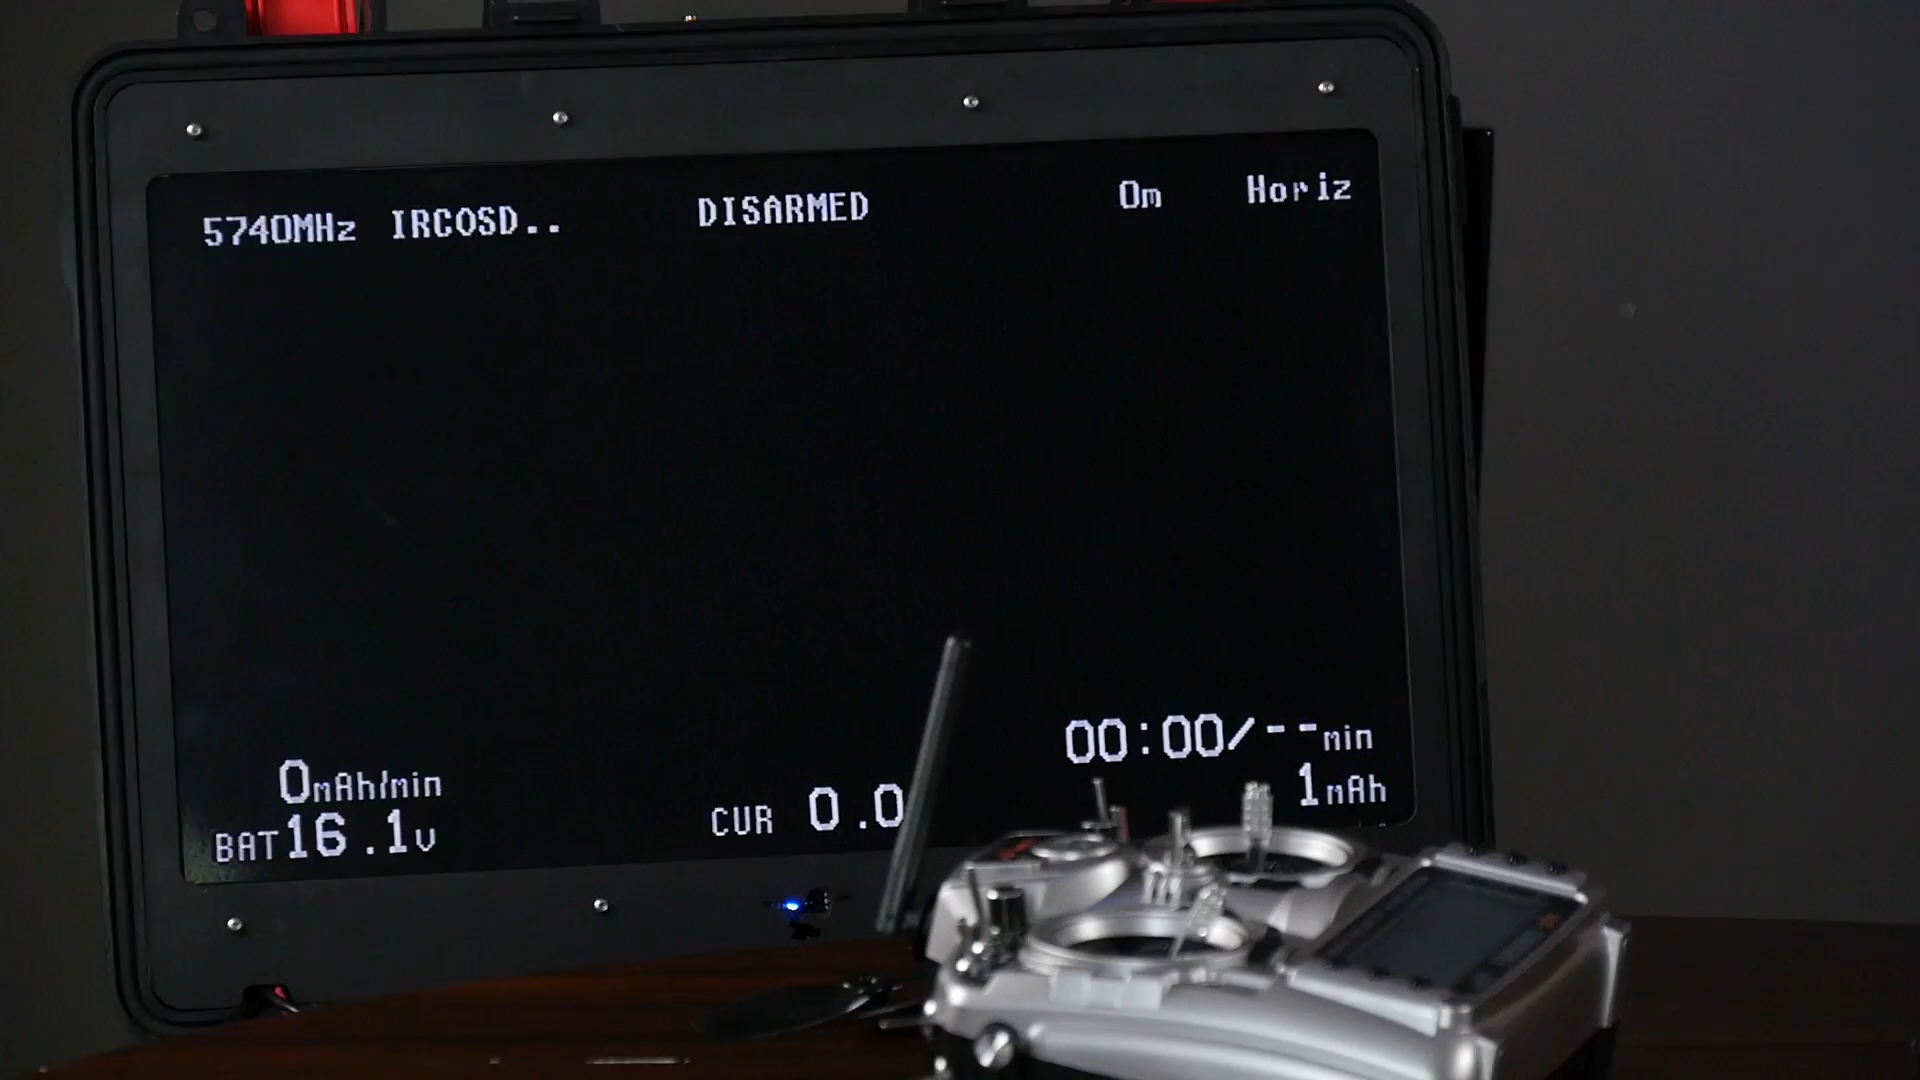 5740MHz IRCOSD.. DISARMED 0m Horiz
00:00/--min
0mAh/min 1mAh
BAT16.1v CUR 0.0